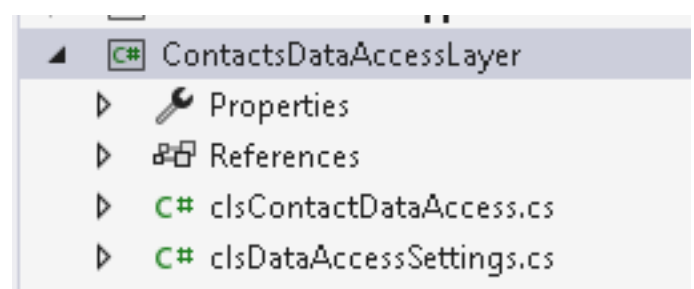 C# ContactsDataAccessLayer
Properties
References
C# clsContactDataAccess.cs
C# clsDataAccessSettings.cs